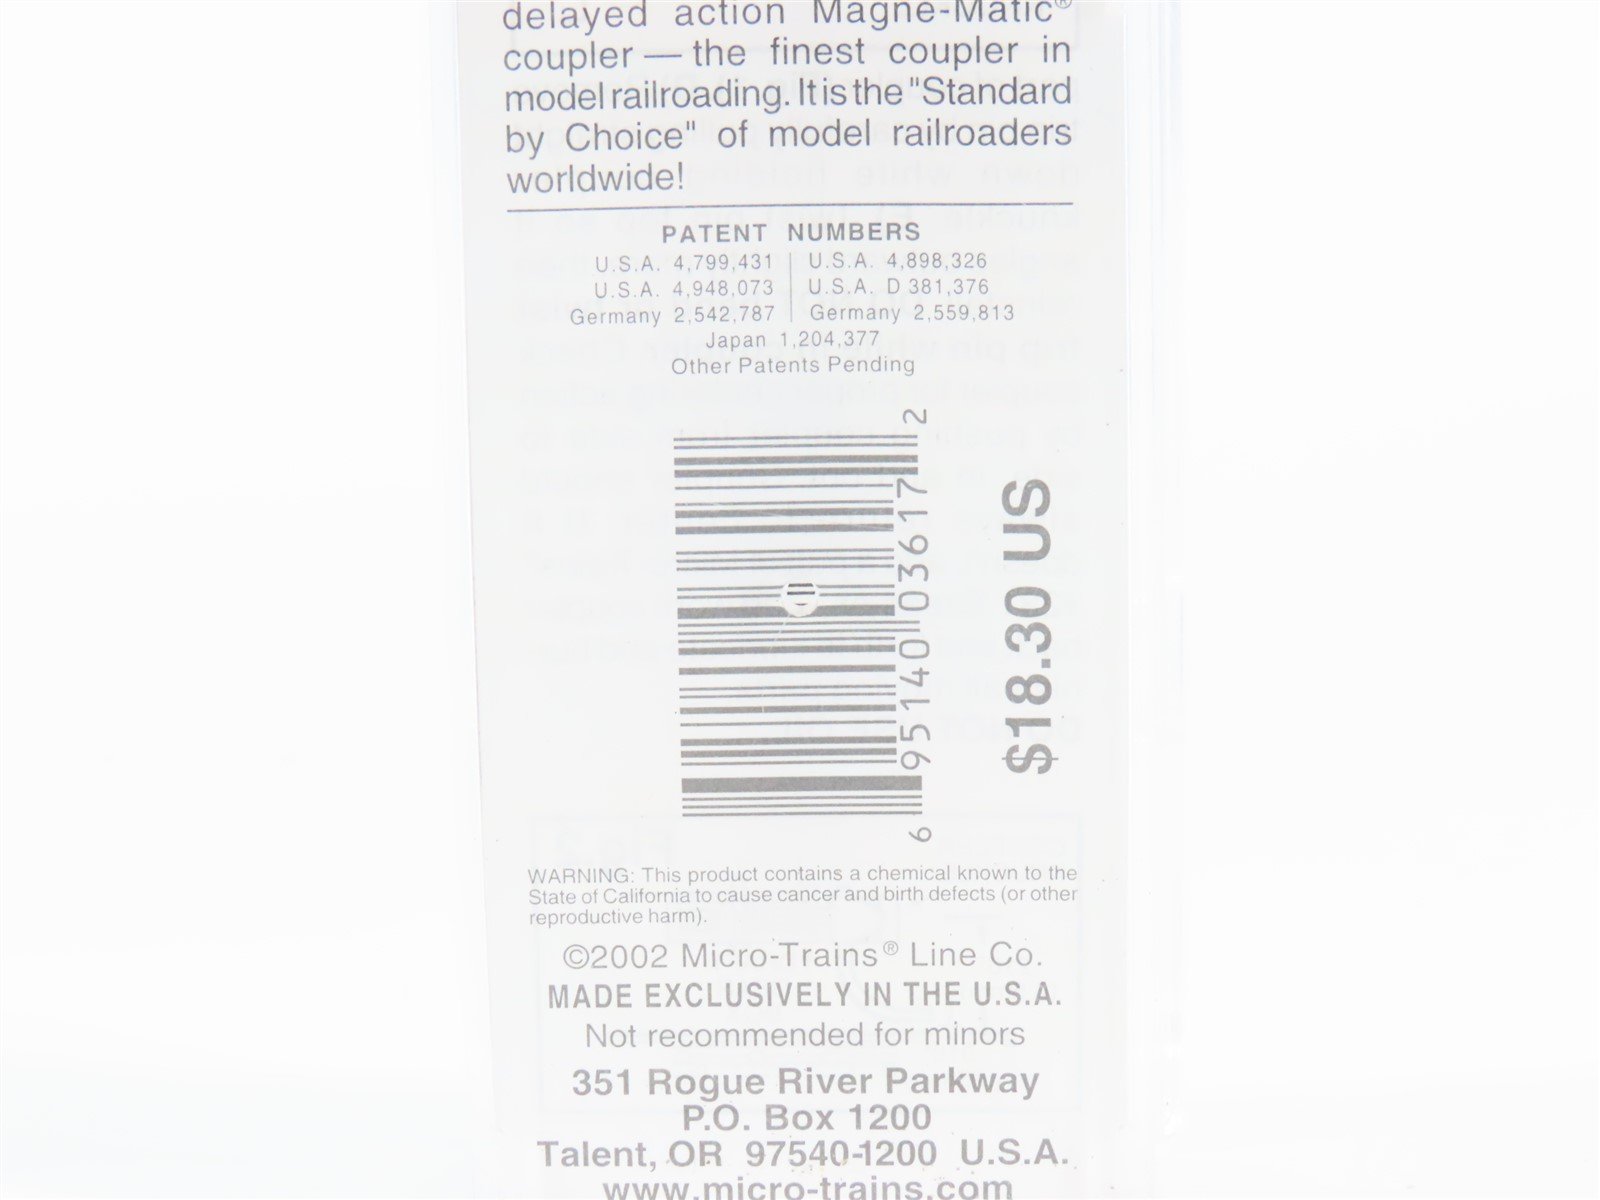 delayed action Magne-Matic®
coupler — the finest coupler in
model railroading. It is the "Standard
by Choice" of model railroaders
worldwide!
PATENT NUMBERS
U.S.A. 4,799,431 | U.S.A. 4,898,326
U.S.A. 4,948,073 | U.S.A. D 381,376
Germany 2,542,787 | Germany 2,559,813
Japan 1,204,377
Other Patents Pending
6 95140 03617 2
$18.30 US
WARNING: This product contains a chemical known to the
State of California to cause cancer and birth defects (or other
reproductive harm).
©2002 Micro-Trains® Line Co.
MADE EXCLUSIVELY IN THE U.S.A.
Not recommended for minors
351 Rogue River Parkway
P.O. Box 1200
Talent, OR 97540-1200 U.S.A.
www.micro-trains.com